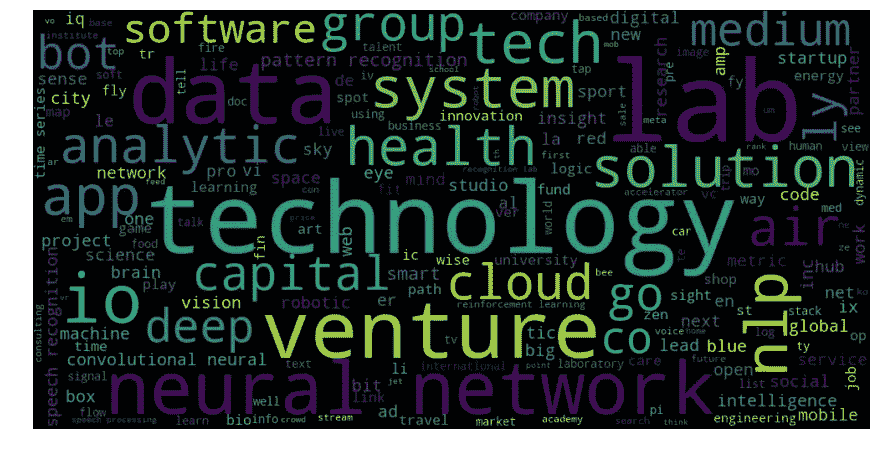 vo iq software group tech company based digital medium
base institute top fire talent mob new
bot tr life pattern recognition image startup
sense soft tell de iv tap pre amp fy energy partner
city fly data system sport lab ly
map doc spot using innovation insight research
time series le school sale robot meta um see
analytic live business la red able rank human view
ar sky health recognition lab first solution
network pro vi eye mind logic mo dynamic
app feed learning space con fit studio fund accelerator vc trip way code med
em one game talk technology al ver world car air
project food art price web te metric inc work
science fin ic wise university shop hub ze
speech recognition brain capital smart path cloud bee go sight en net
io play robotic er reinforcement learning zen st stack ix
vr vision venture co log global op
consulting machine deep tv tic voice home next nlp ty
time big lead blue
convolutional neural text li international laboratory care future open list service
signal neural network bit jet link point social job
box well pi intelligence
flow learn bio info crowd stream ad travel market academy search think engineering mobile
speech processing